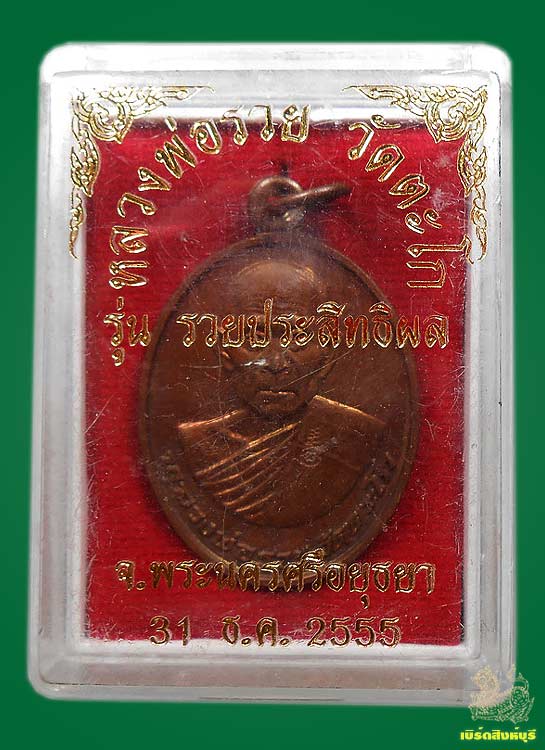 หลวงพ่อรวย วัดตะโก
รุ่น รวยประสิทธิผล
จ.พระนครศรีอยุธยา
31 ธ.ค. 2555
เบิร์ดสิงห์บุรี